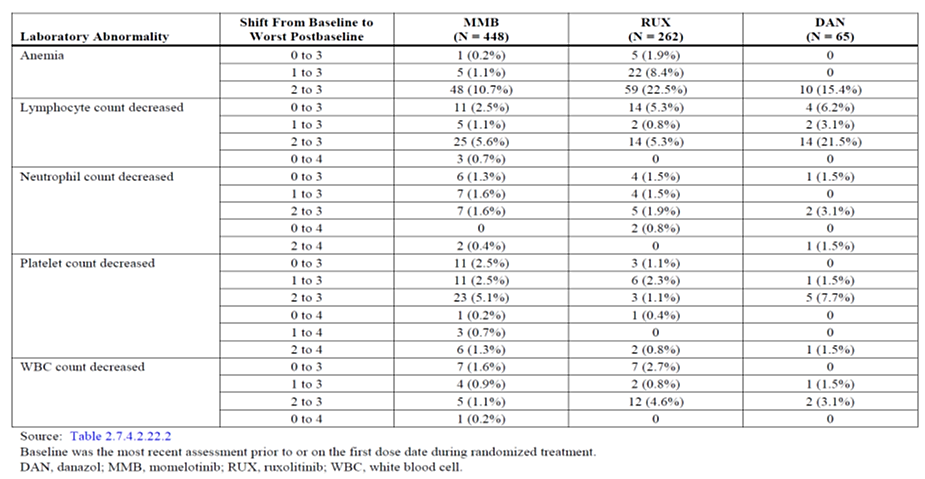 Laboratory Abnormality Shift From Baseline to Worst Postbaseline MMB (N = 448) RUX (N = 262) DAN (N = 65)
Anemia 0 to 3 1 (0.2%) 5 (1.9%) 0
1 to 3 5 (1.1%) 22 (8.4%) 0
2 to 3 48 (10.7%) 59 (22.5%) 10 (15.4%)
Lymphocyte count decreased 0 to 3 11 (2.5%) 14 (5.3%) 4 (6.2%)
1 to 3 5 (1.1%) 2 (0.8%) 2 (3.1%)
2 to 3 25 (5.6%) 14 (5.3%) 14 (21.5%)
0 to 4 3 (0.7%) 0 0
Neutrophil count decreased 0 to 3 6 (1.3%) 4 (1.5%) 1 (1.5%)
1 to 3 7 (1.6%) 4 (1.5%) 0
2 to 3 7 (1.6%) 5 (1.9%) 2 (3.1%)
0 to 4 0 2 (0.8%) 0
2 to 4 2 (0.4%) 0 1 (1.5%)
Platelet count decreased 0 to 3 11 (2.5%) 3 (1.1%) 0
1 to 3 11 (2.5%) 6 (2.3%) 1 (1.5%)
2 to 3 23 (5.1%) 3 (1.1%) 5 (7.7%)
0 to 4 1 (0.2%) 1 (0.4%) 0
1 to 4 3 (0.7%) 0 0
2 to 4 6 (1.3%) 2 (0.8%) 1 (1.5%)
WBC count decreased 0 to 3 7 (1.6%) 7 (2.7%) 0
1 to 3 4 (0.9%) 2 (0.8%) 1 (1.5%)
2 to 3 5 (1.1%) 12 (4.6%) 2 (3.1%)
0 to 4 1 (0.2%) 0 0
Source: Table 2.7.4.2.22.2
Baseline was the most recent assessment prior to or on the first dose date during randomized treatment.
DAN, danazol; MMB, momelotinib; RUX, ruxolitinib; WBC, white blood cell.